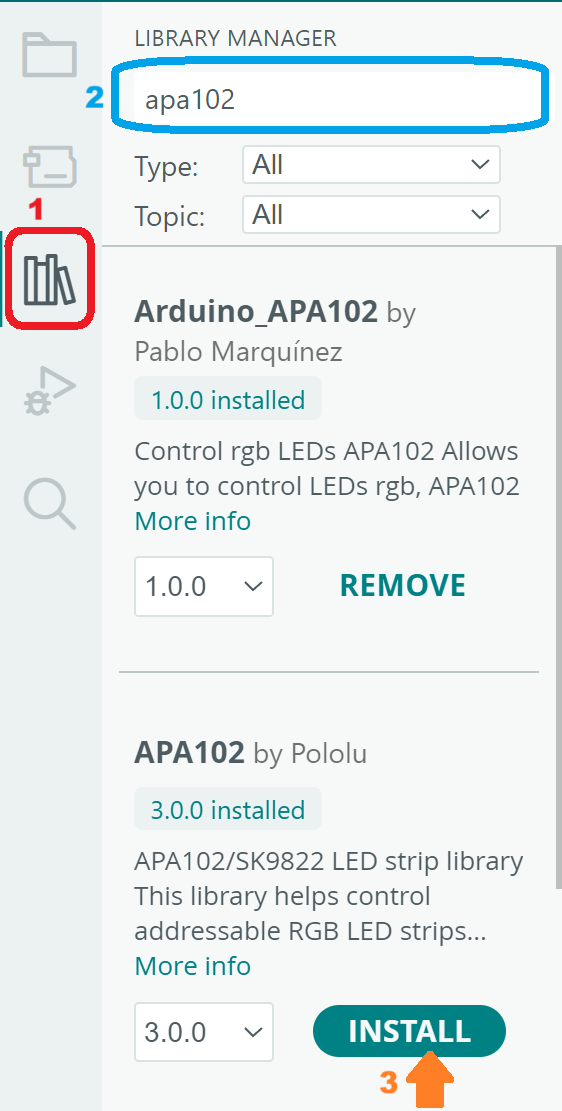 LIBRARY MANAGER
2
apa102
Type: All
1
Topic: All
Arduino_APA102 by
Pablo Marquínez
1.0.0 installed
Control rgb LEDs APA102 Allows
you to control LEDs rgb, APA102
More info
1.0.0 REMOVE
APA102 by Pololu
3.0.0 installed
APA102/SK9822 LED strip library
This library helps control
addressable RGB LED strips...
More info
3.0.0 INSTALL
3